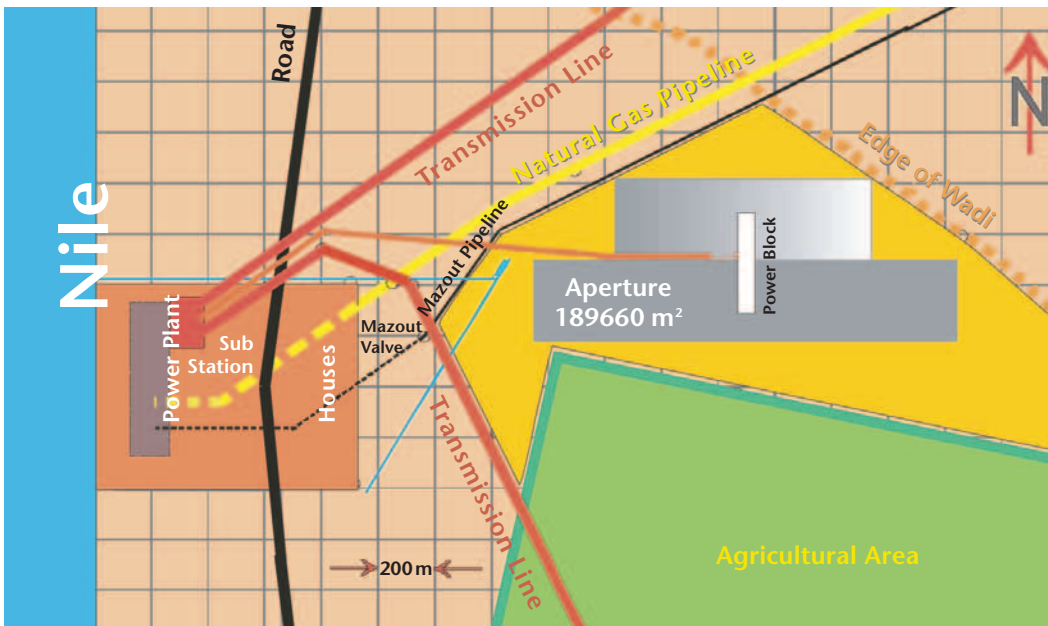 Road
Transmission Line
Natural Gas Pipeline
N
Edge of Wadi
Nile
Mazout Pipeline
Power Block
Aperture
189660 m²
Power Plant
Sub
Station
Houses
Mazout
Valve
Transmission Line
200 m
Agricultural Area